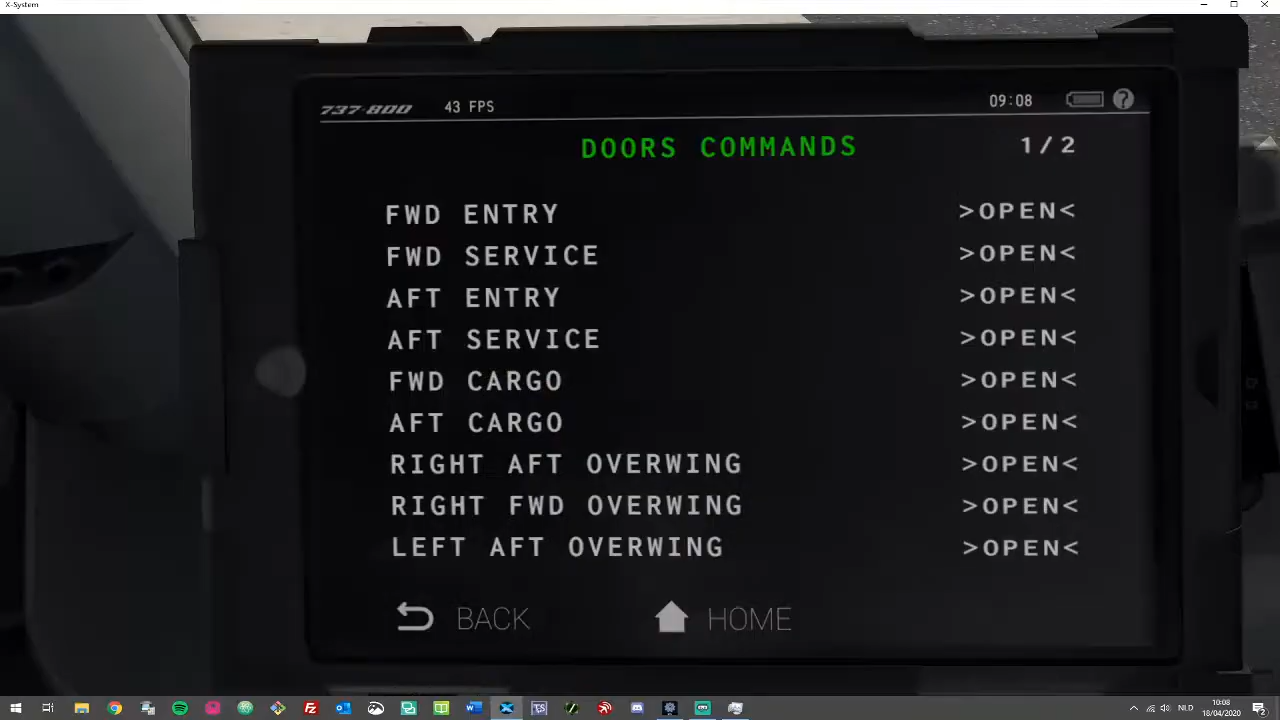 X-System
737-800 43 FPS 09:08
DOORS COMMANDS 1/2
FWD ENTRY >OPEN<
FWD SERVICE >OPEN<
AFT ENTRY >OPEN<
AFT SERVICE >OPEN<
FWD CARGO >OPEN<
AFT CARGO >OPEN<
RIGHT AFT OVERWING >OPEN<
RIGHT FWD OVERWING >OPEN<
LEFT AFT OVERWING >OPEN<
BACK HOME
NLD 10:08
18/04/2020